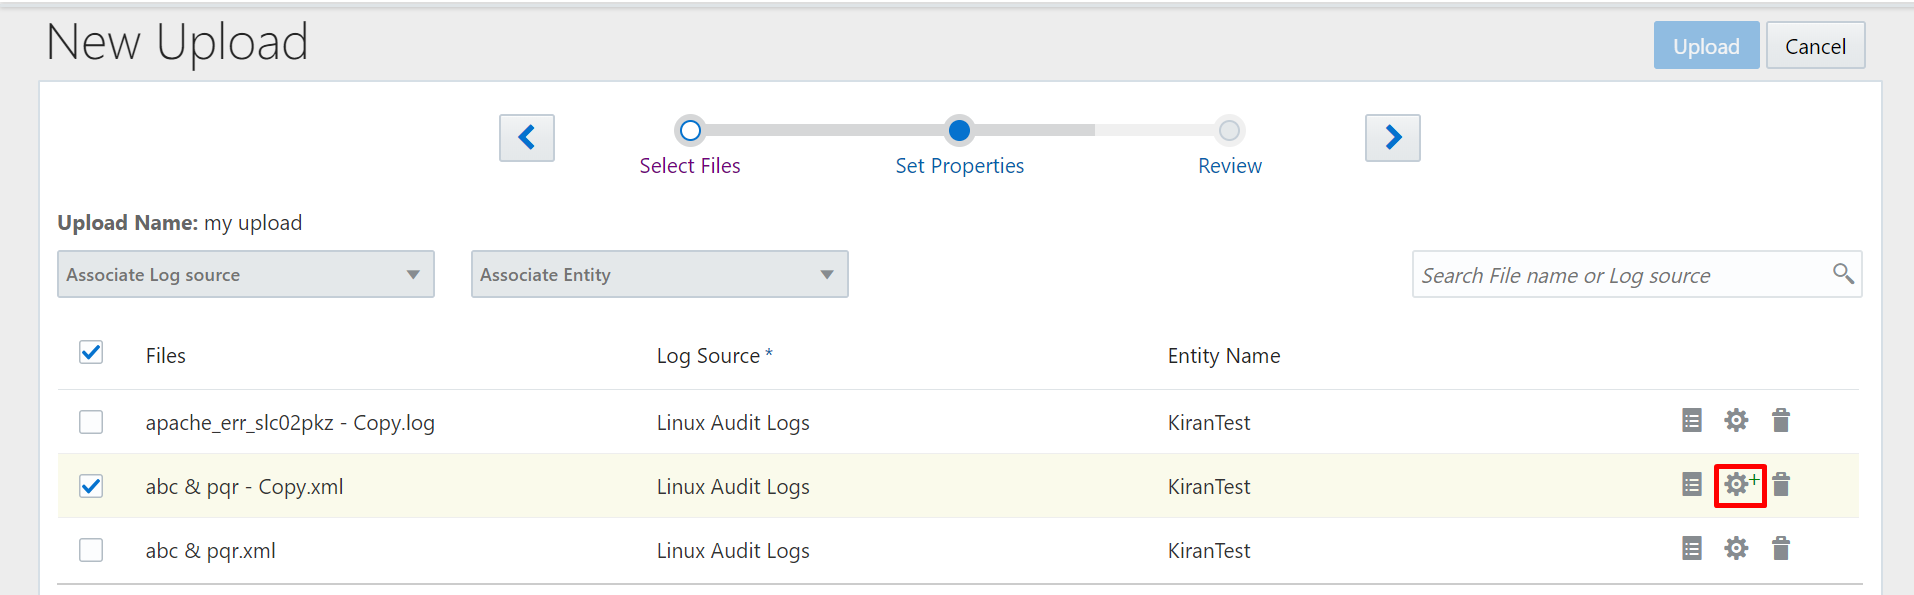 New Upload
Upload Cancel
Select Files Set Properties Review
Upload Name: my upload
Associate Log source Associate Entity Search File name or Log source
Files Log Source * Entity Name
apache_err_slc02pkz - Copy.log Linux Audit Logs KiranTest
abc & pqr - Copy.xml Linux Audit Logs KiranTest
abc & pqr.xml Linux Audit Logs KiranTest